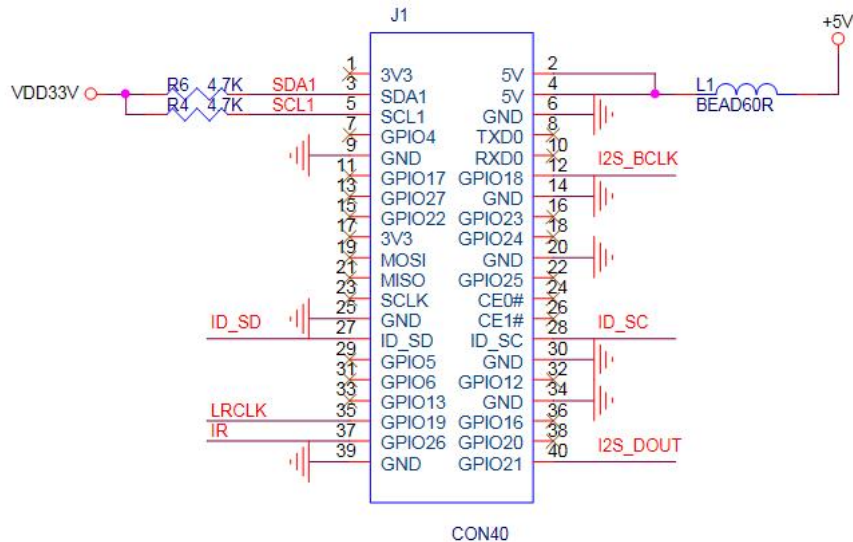 J1
+5V
1 3V3 5V 2
VDD33V R6 4.7K SDA1 3 SDA1 5V 4 L1
R4 4.7K SCL1 5 SCL1 GND 6 BEAD60R
7 GPIO4 TXD0 8
9 GND RXD0 10
11 GPIO17 GPIO18 12 I2S_BCLK
13 GPIO27 GND 14
15 GPIO22 GPIO23 16
17 3V3 GPIO24 18
19 MOSI GND 20
21 MISO GPIO25 22
23 SCLK CE0# 24
25 GND CE1# 26
ID_SD 27 ID_SD ID_SC 28 ID_SC
29 GPIO5 GND 30
31 GPIO6 GPIO12 32
33 GPIO13 GND 34
LRCLK 35 GPIO19 GPIO16 36
IR 37 GPIO26 GPIO20 38
39 GND GPIO21 40 I2S_DOUT
CON40